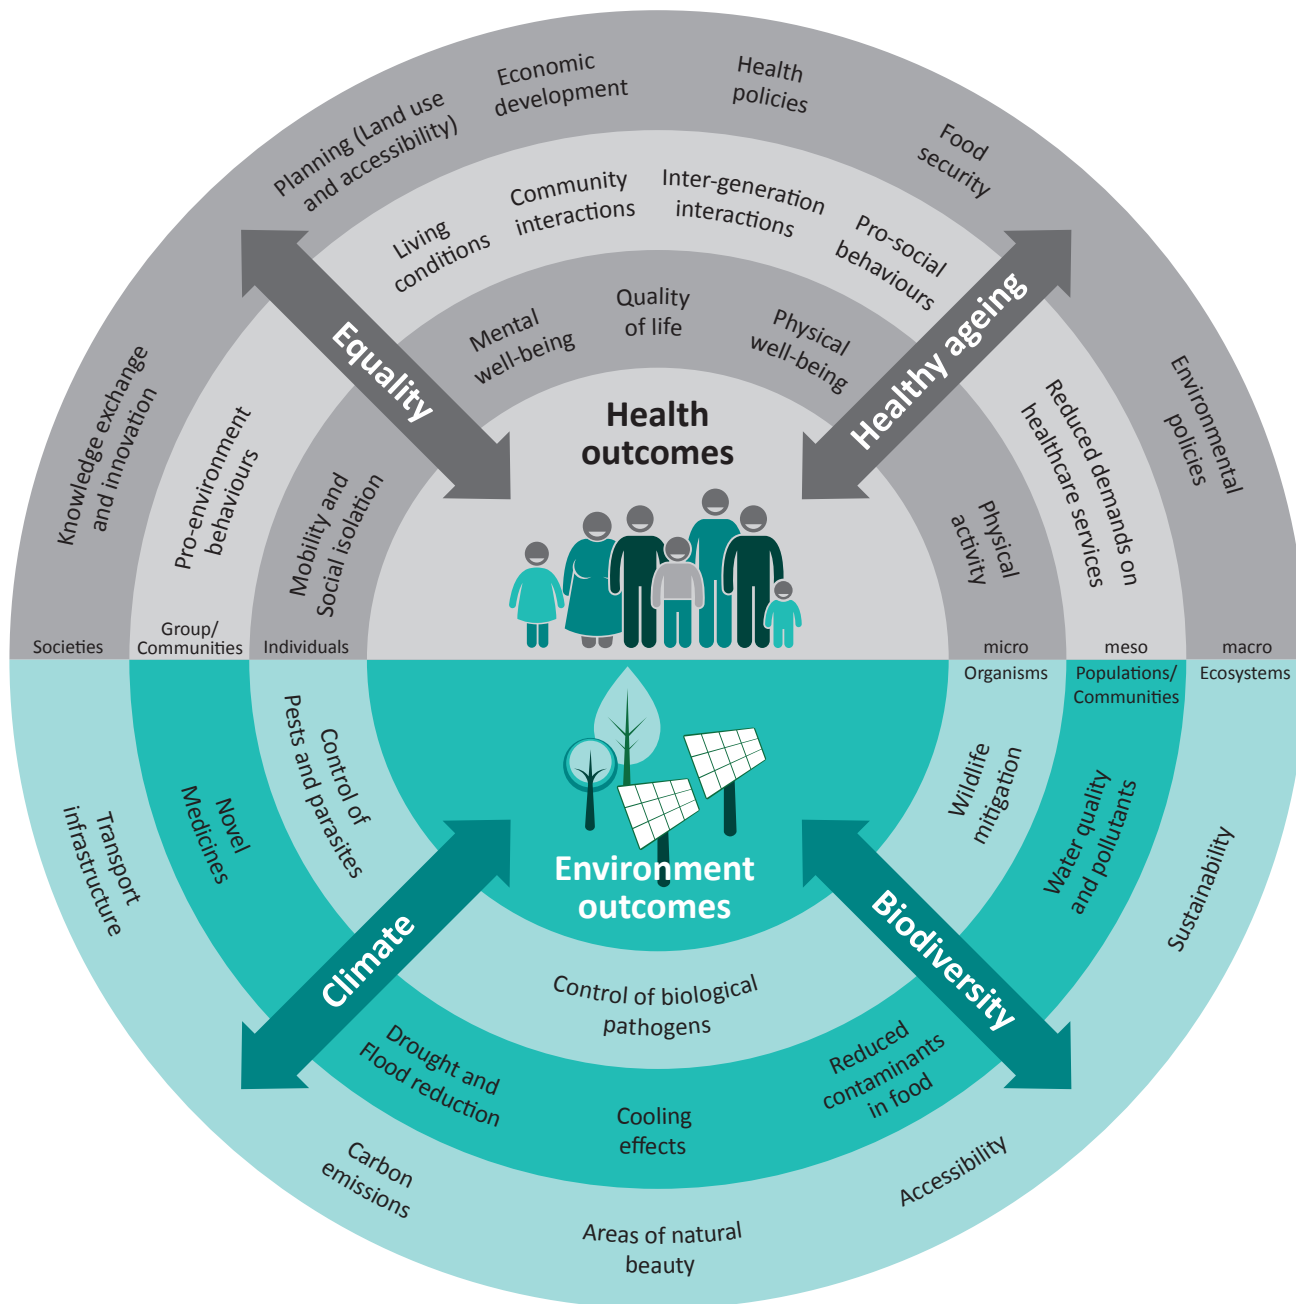 Economic
development
Health
policies
Planning (Land use
and accessibility)
Food
security
Knowledge exchange
and innovation
Environmental
policies
Living
conditions
Community
interactions
Inter-generation
interactions
Pro-social
behaviours
Pro-environment
behaviours
Reduced demands on
healthcare services
Mental
well-being
Quality
of life
Physical
well-being
Mobility and
Social isolation
Physical
activity
Equality
Healthy ageing
Health
outcomes
Societies
Group/
Communities
Individuals
micro
meso
macro
Organisms
Populations/
Communities
Ecosystems
Control of
Pests and parasites
Wildlife
mitigation
Novel
Medicines
Water quality
and pollutants
Transport
infrastructure
Sustainability
Environment
outcomes
Climate
Biodiversity
Control of biological
pathogens
Drought and
Flood reduction
Cooling
effects
Reduced
contaminants
in food
Carbon
emissions
Areas of natural
beauty
Accessibility